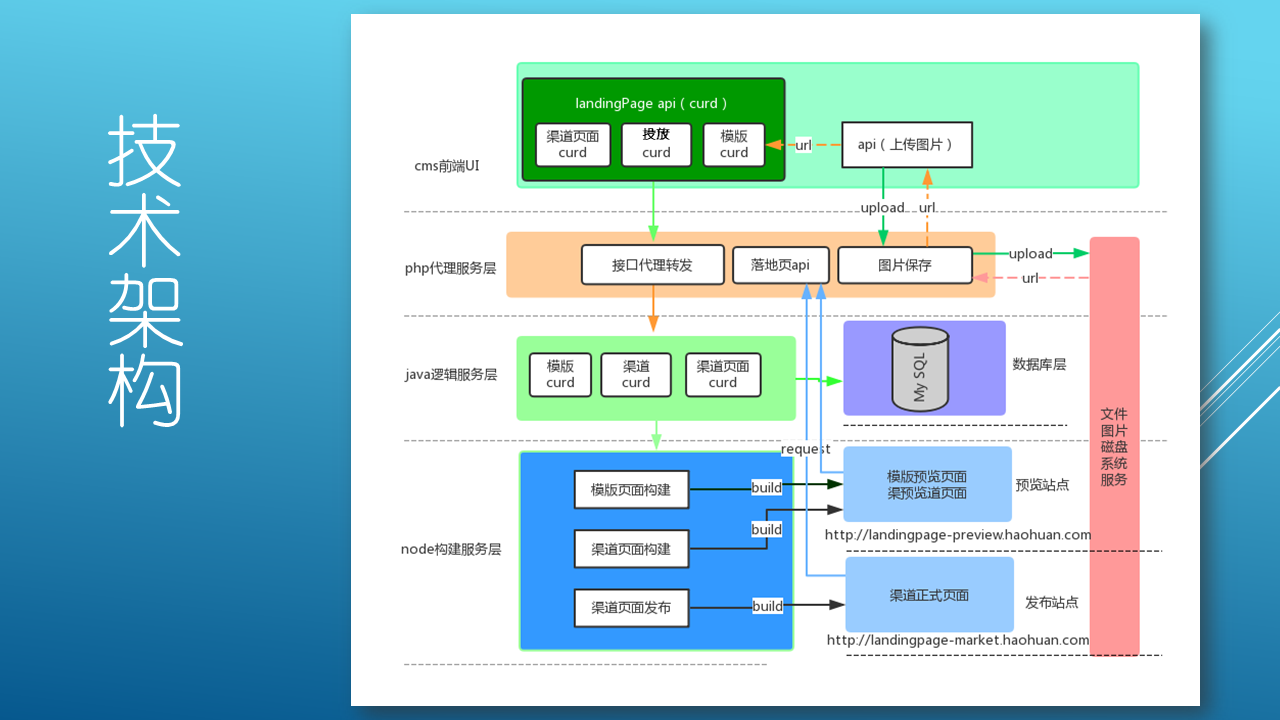 技术架构
landingPage api（curd）
渠道页面
curd
投放
curd
模版
curd
url
api（上传图片）
cms前端UI
upload
url
php代理服务层
接口代理转发
落地页api
图片保存
upload
url
java逻辑服务层
模版
curd
渠道
curd
渠道页面
curd
My SQL
数据库层
文件
图片
磁盘
系统
服务
request
node构建服务层
模版页面构建
build
渠道页面构建
build
渠道页面发布
build
模版预览页面
渠预览道页面
预览站点
http://landingpage-preview.haohuan.com
渠道正式页面
发布站点
http://landingpage-market.haohuan.com